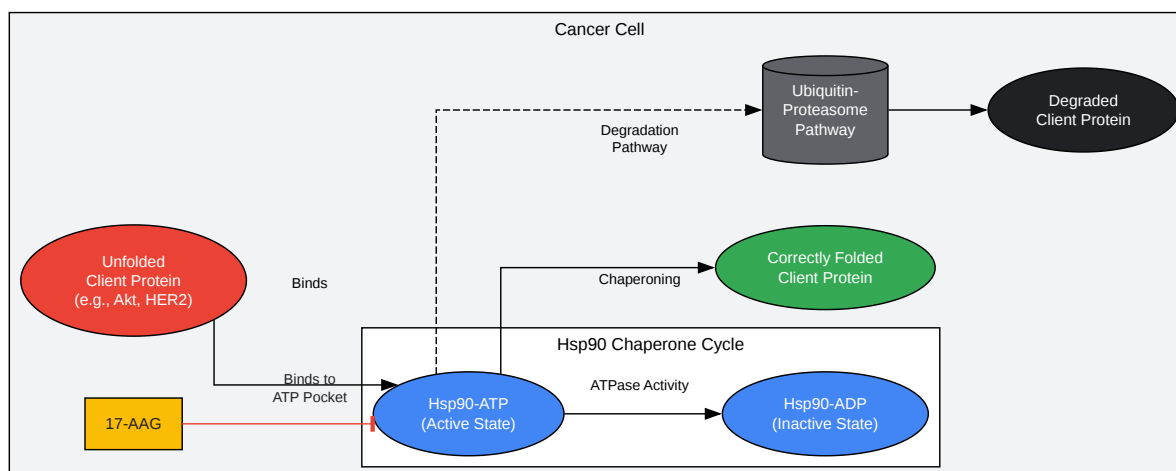 Cancer Cell
Ubiquitin-
Proteasome
Pathway
Degraded
Client Protein
Degradation
Pathway
Unfolded
Client Protein
(e.g., Akt, HER2)
Binds
Chaperoning
Correctly Folded
Client Protein
Hsp90 Chaperone Cycle
Binds to
ATP Pocket
ATPase Activity
17-AAG
Hsp90-ATP
(Active State)
Hsp90-ADP
(Inactive State)